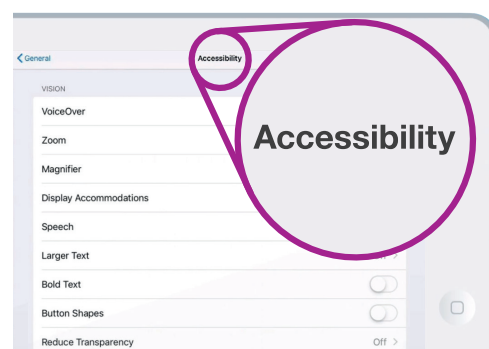 General
Accessibility
Accessibility
VISION
VoiceOver
Zoom
Magnifier
Display Accommodations
Speech
Larger Text
Bold Text
Button Shapes
Reduce Transparency Off